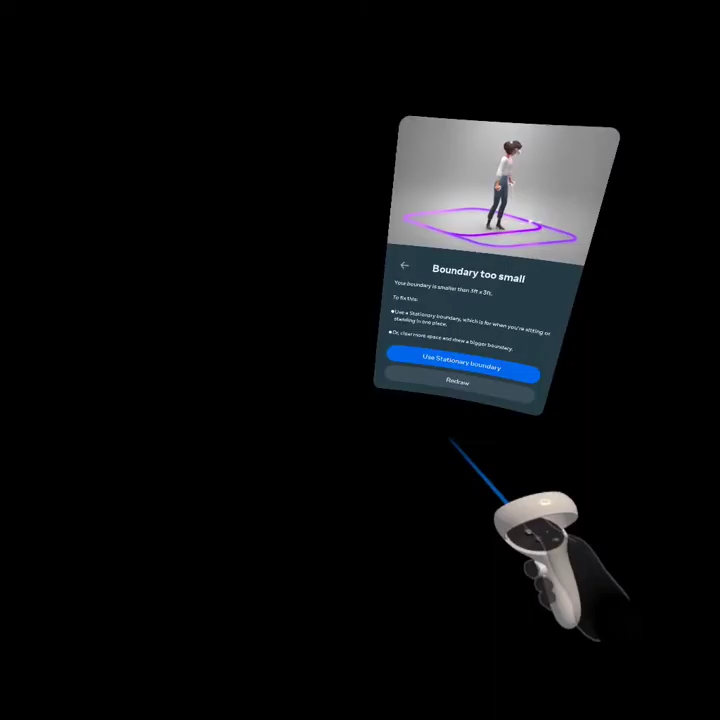 Boundary too small
Your boundary is smaller than 3ft x 3ft.
To fix this:
●Use a Stationary boundary, which is for when you're sitting or
standing in one place.
●Or, clear more space and draw a bigger boundary.
Use Stationary boundary
Redraw